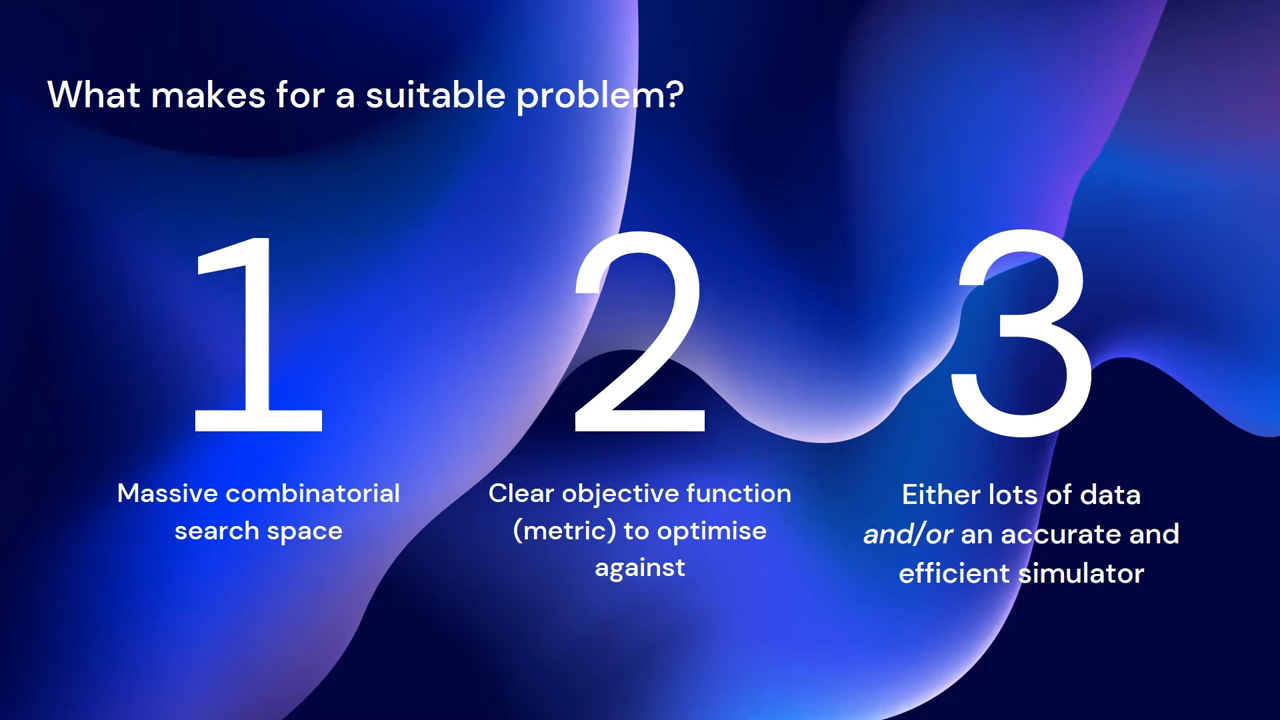 What makes for a suitable problem?
1
Massive combinatorial
search space
2
Clear objective function
(metric) to optimise
against
3
Either lots of data
and/or an accurate and
efficient simulator